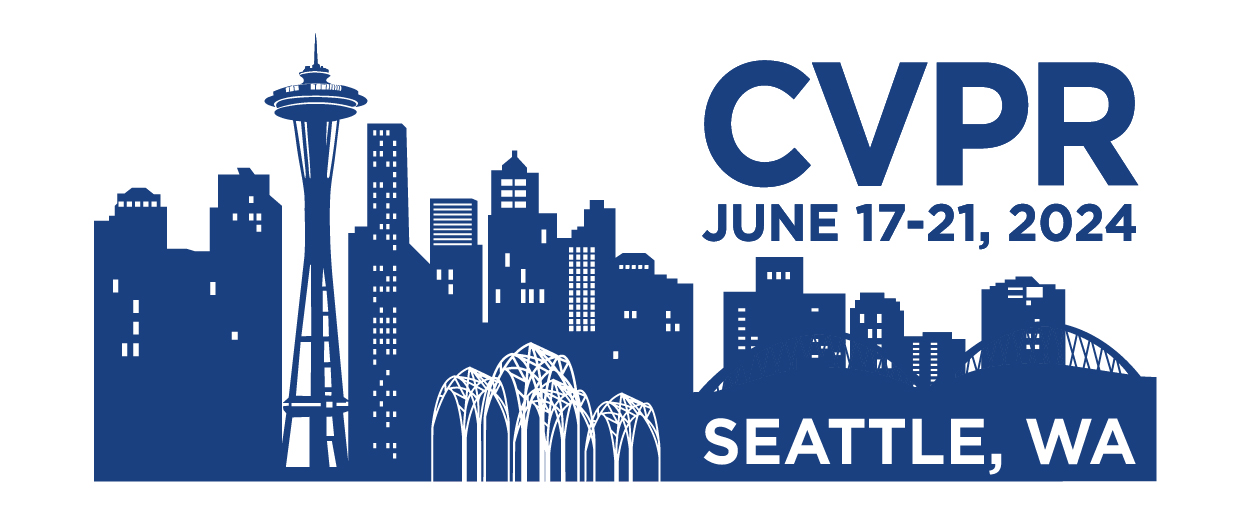 CVPR
JUNE 17-21, 2024
SEATTLE, WA